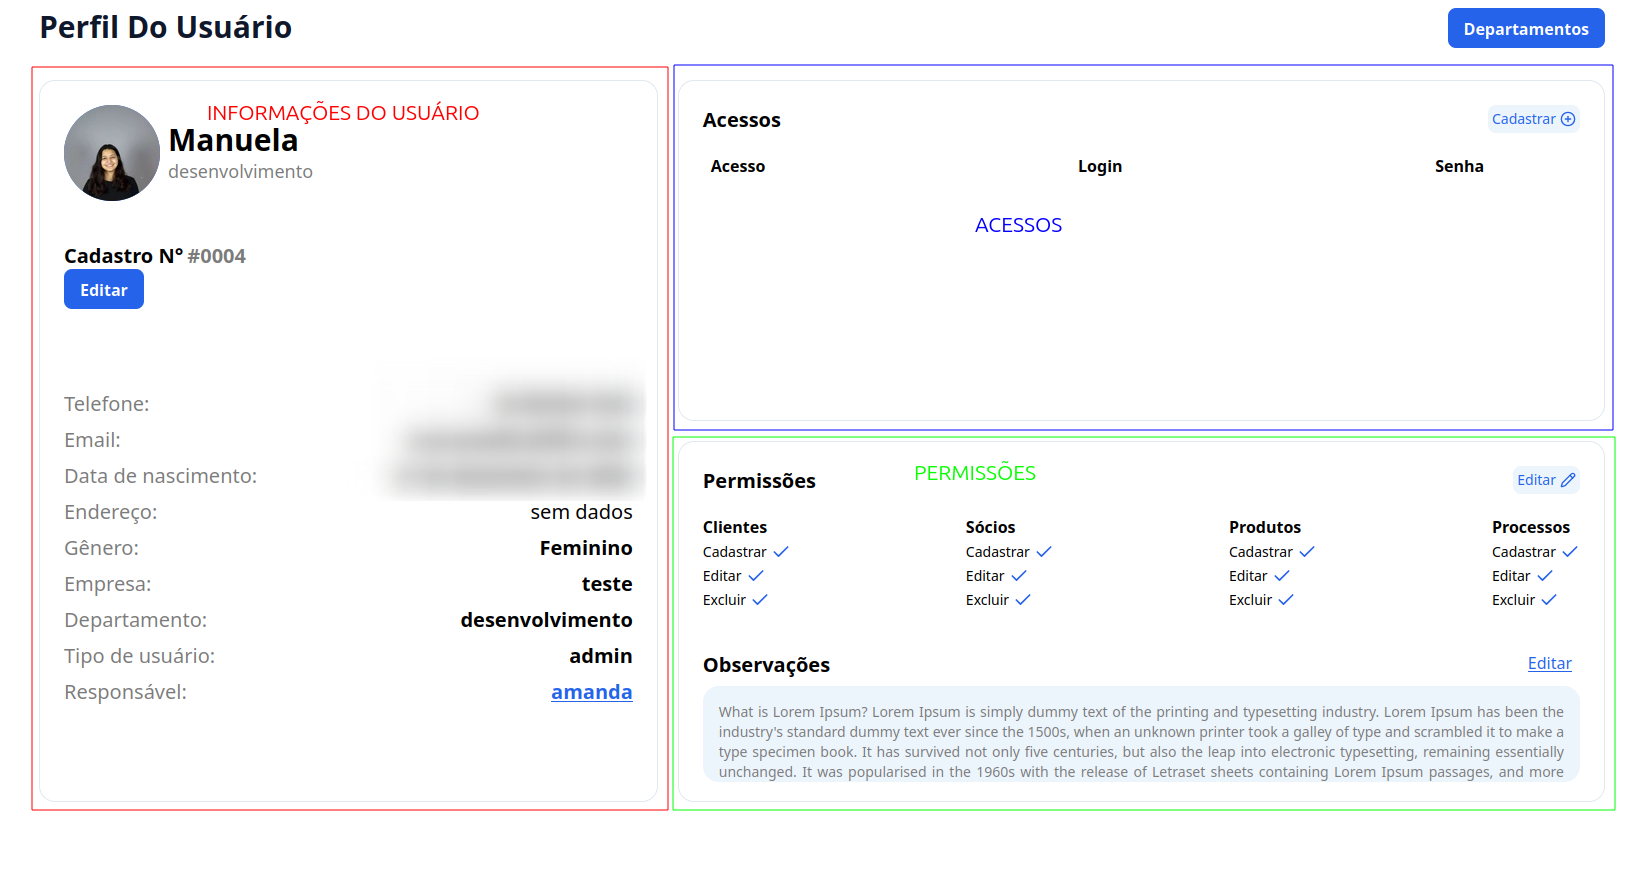 Perfil Do Usuário
Departamentos
INFORMAÇÕES DO USUÁRIO
Manuela
desenvolvimento
Cadastro Nº #0004
Editar
Telefone:
Email:
Data de nascimento:
Endereço: sem dados
Gênero: Feminino
Empresa: teste
Departamento: desenvolvimento
Tipo de usuário: admin
Responsável: amanda
Acessos
Cadastrar
Acesso Login Senha
ACESSOS
Permissões
PERMISSÕES
Editar
Clientes Sócios Produtos Processos
Cadastrar Cadastrar Cadastrar Cadastrar
Editar Editar Editar Editar
Excluir Excluir Excluir Excluir
Observações
Editar
What is Lorem Ipsum? Lorem Ipsum is simply dummy text of the printing and typesetting industry. Lorem Ipsum has been the
industry's standard dummy text ever since the 1500s, when an unknown printer took a galley of type and scrambled it to make a
type specimen book. It has survived not only five centuries, but also the leap into electronic typesetting, remaining essentially
unchanged. It was popularised in the 1960s with the release of Letraset sheets containing Lorem Ipsum passages, and more